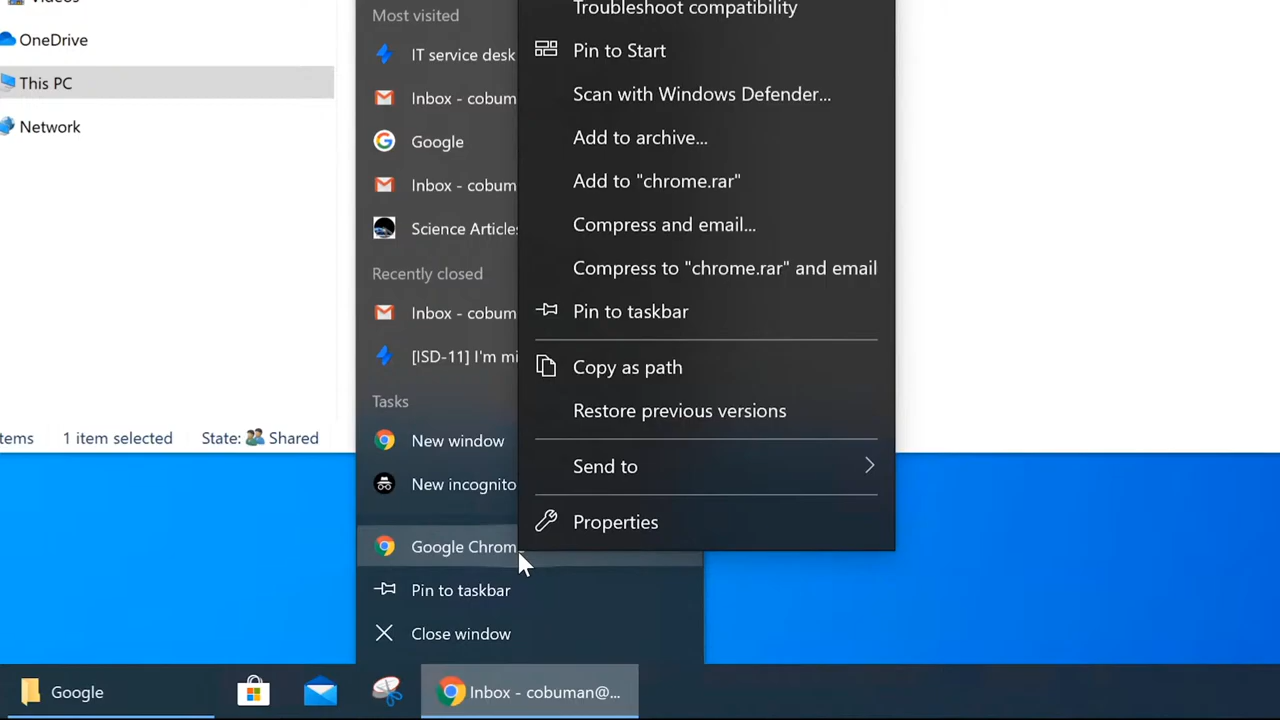 Videos
OneDrive
This PC
Network
1 item selected
State:
Shared
Most visited
IT service desk
Inbox - cobum
Google
Inbox - cobum
Science Articles
Recently closed
Inbox - cobum
[ISD-11] I'm mi
Tasks
New window
New incognito
Google Chrom
Pin to taskbar
Close window
Troubleshoot compatibility
Pin to Start
Scan with Windows Defender...
Add to archive...
Add to "chrome.rar"
Compress and email...
Compress to "chrome.rar" and email
Pin to taskbar
Copy as path
Restore previous versions
Send to
Properties
Google
Inbox - cobuman@...